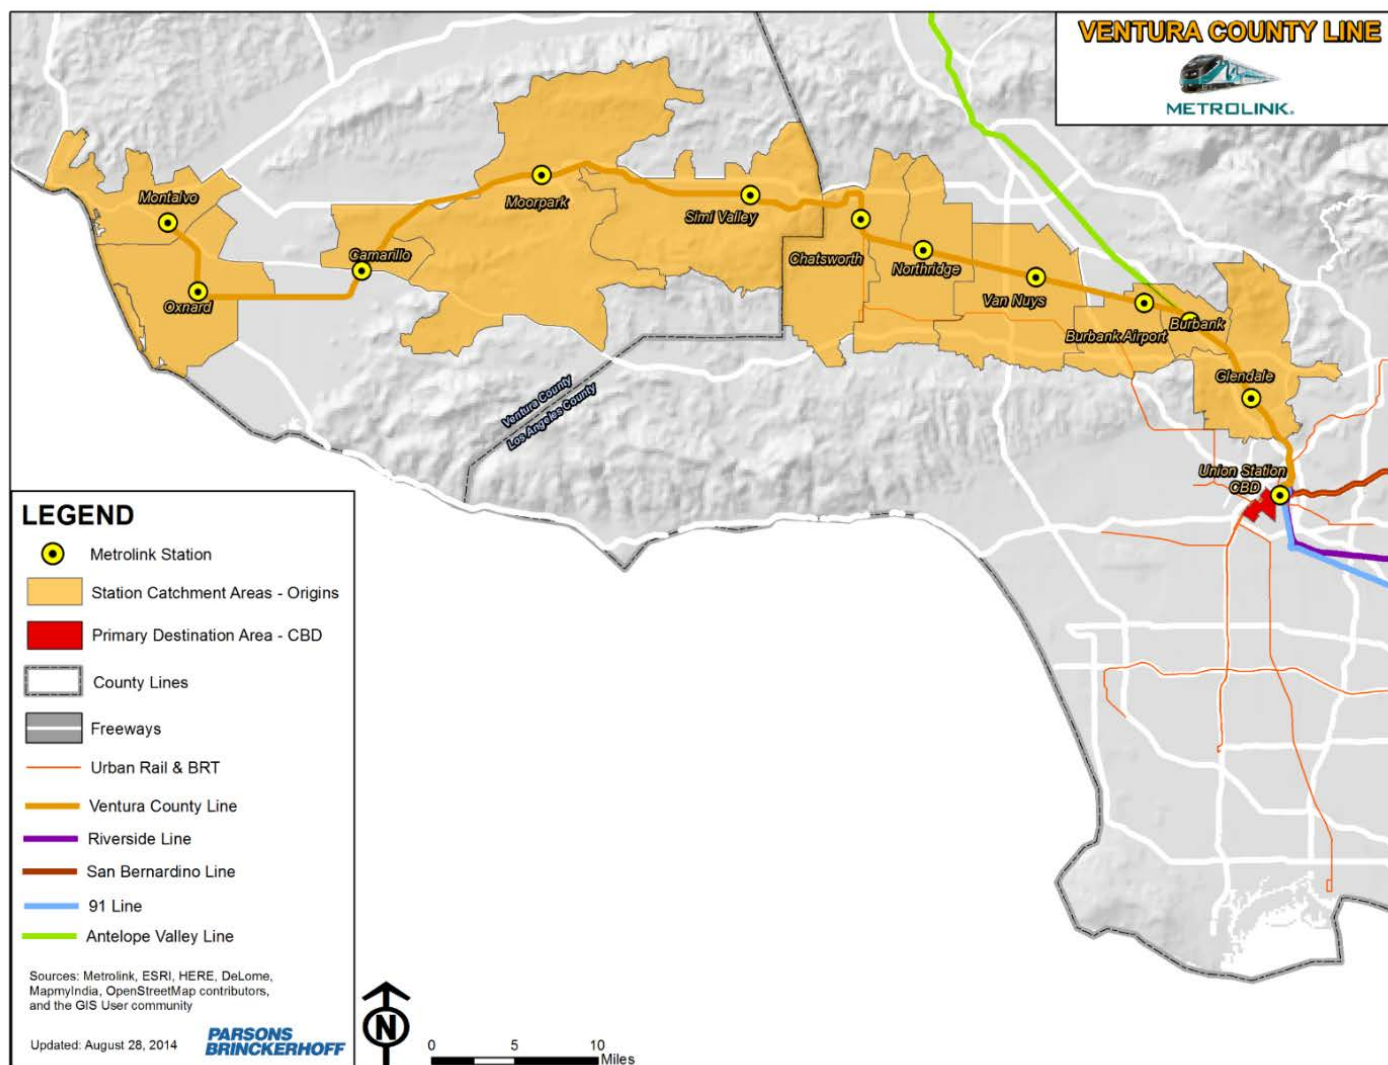 VENTURA COUNTY LINE
METROLINK.
Montalvo
Oxnard
Camarillo
Moorpark
Simi Valley
Chatsworth
Northridge
Van Nuys
Burbank Airport
Burbank
Glendale
Union Station
CBD
Ventura County
Los Angeles County
LEGEND
Metrolink Station
Station Catchment Areas - Origins
Primary Destination Area - CBD
County Lines
Freeways
Urban Rail & BRT
Ventura County Line
Riverside Line
San Bernardino Line
91 Line
Antelope Valley Line
Sources: Metrolink, ESRI, HERE, DeLorme,
MapmyIndia, OpenStreetMap contributors,
and the GIS User community
Updated: August 28, 2014
PARSONS
BRINCKERHOFF
N
0 5 10
Miles